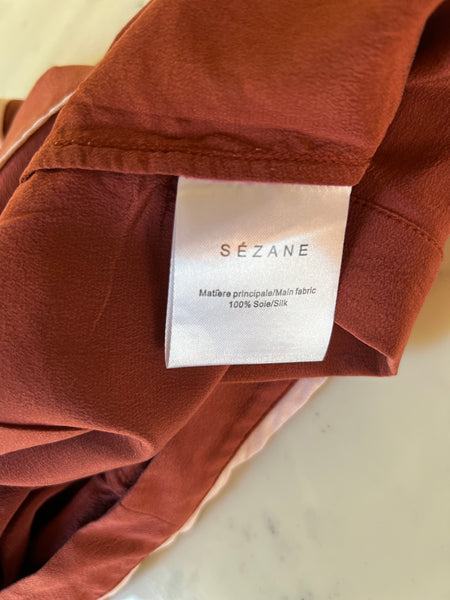 SÉZANE
Matière principale/Main fabric
100% Soie/Silk